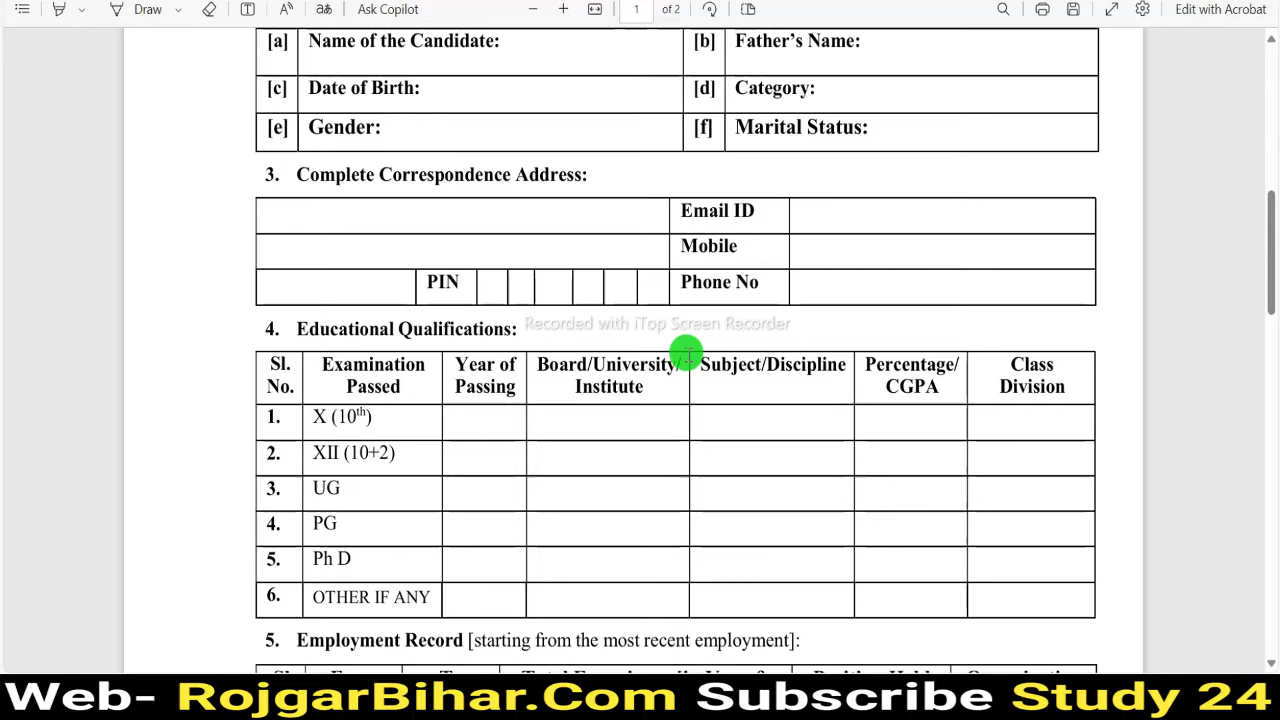 Draw
Ask Copilot
1 of 2
Edit with Acrobat
[a] Name of the Candidate: [b] Father's Name:
[c] Date of Birth: [d] Category:
[e] Gender: [f] Marital Status:
3. Complete Correspondence Address:
Email ID
Mobile
PIN Phone No
4. Educational Qualifications:
Recorded with iTop Screen Recorder
Sl. Examination Year of Board/University/ Subject/Discipline Percentage/ Class
No. Passed Passing Institute CGPA Division
1. X (10th)
2. XII (10+2)
3. UG
4. PG
5. Ph D
6. OTHER IF ANY
5. Employment Record [starting from the most recent employment]:
Web- RojgarBihar.Com Subscribe Study 24